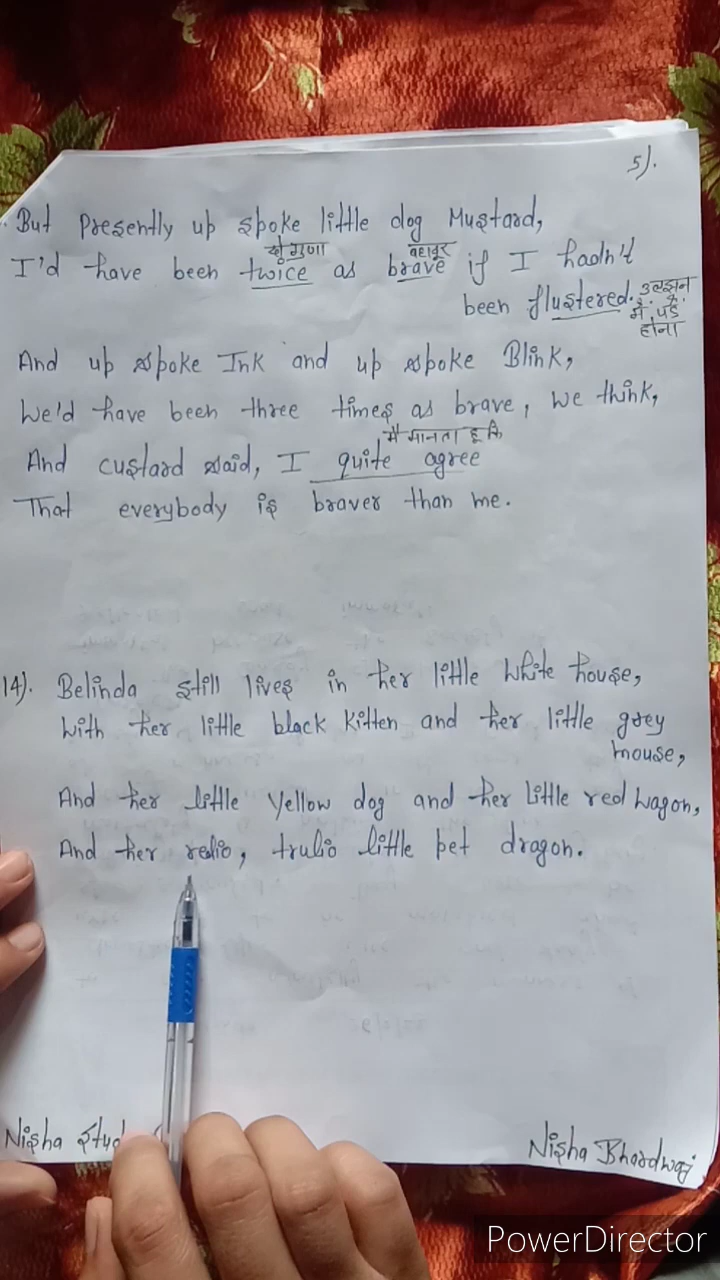 5).
But Presently up spoke little dog Mustard,
दो गुणा बहादुर
I'd have been twice as brave if I hadn't
been flustered. उलझन
में पड़े
होना
And up spoke Ink and up spoke Blink,
We'd have been three times as brave, we think,
मैं मानता हू कि
And custard said, I quite agree
That everybody is braver than me.
14). Belinda still lives in her little white house,
With her little black kitten and her little grey
mouse,
And her little yellow dog and her little red wagon,
And her redio, trulio little pet dragon.
Nisha Stud
Nisha Bhardwaj
PowerDirector